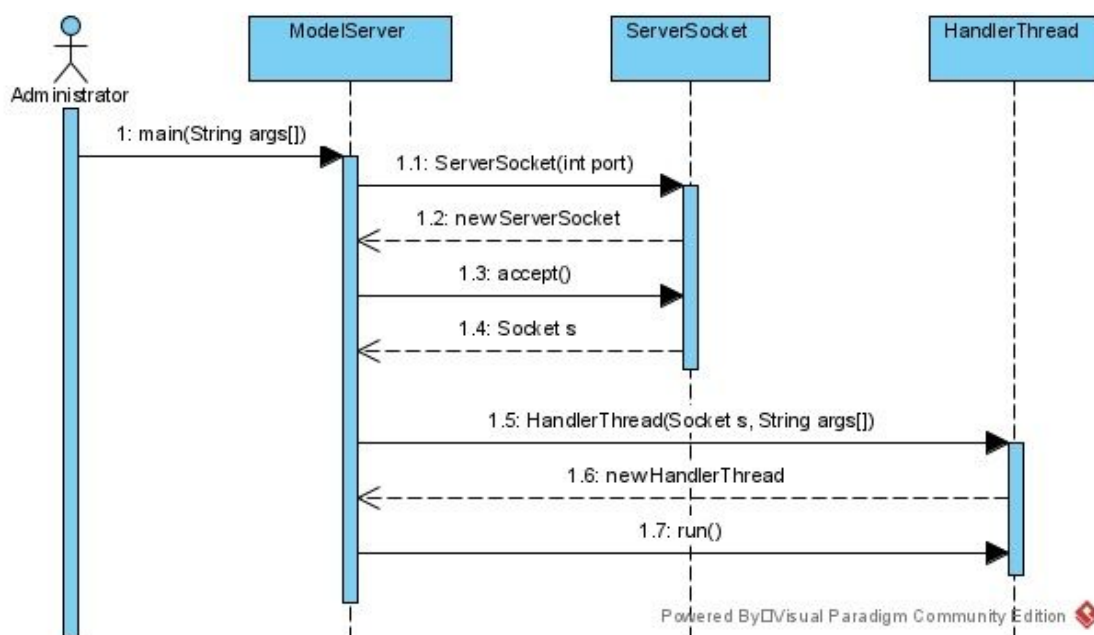 ModelServer
ServerSocket
HandlerThread
Administrator
1: main(String args[])
1.1: ServerSocket(int port)
1.2: newServerSocket
1.3: accept()
1.4: Socket s
1.5: HandlerThread(Socket s, String args[])
1.6: newHandlerThread
1.7: run()
Powered By□Visual Paradigm Community Edition